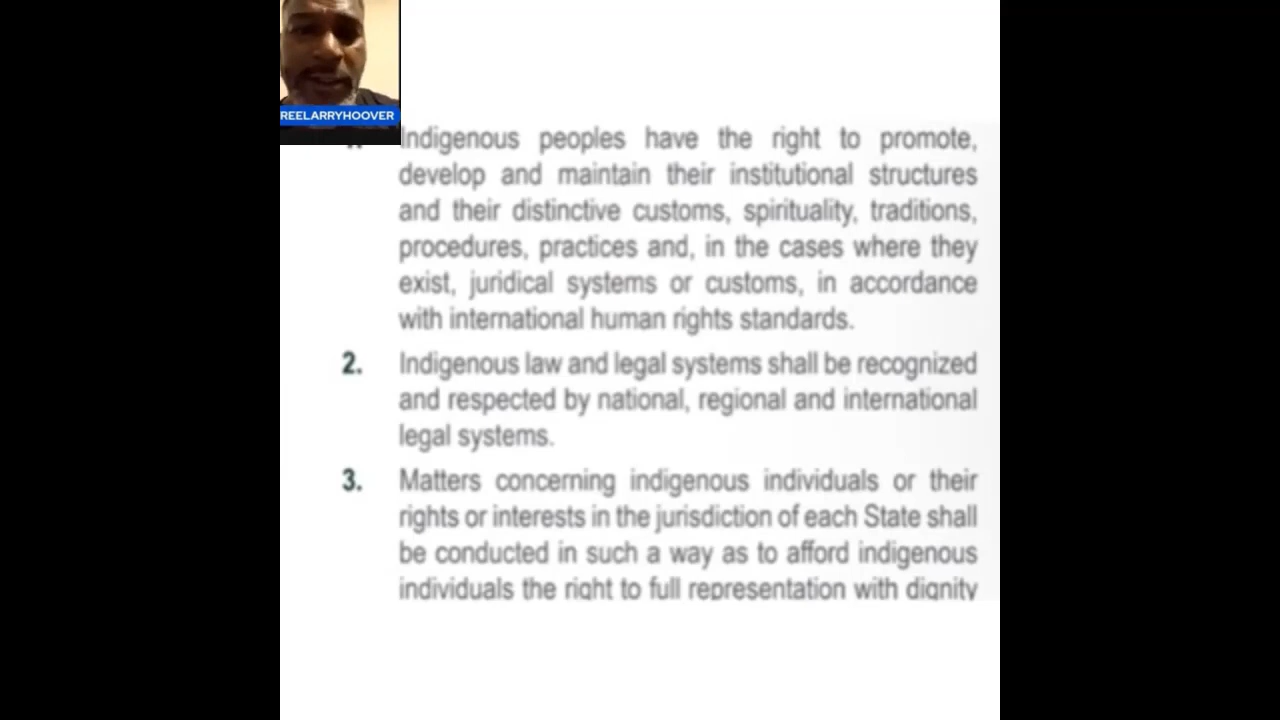 REELARRYHOOVER
Indigenous peoples have the right to promote,
develop and maintain their institutional structures
and their distinctive customs, spirituality, traditions,
procedures, practices and, in the cases where they
exist, juridical systems or customs, in accordance
with international human rights standards.
2. Indigenous law and legal systems shall be recognized
and respected by national, regional and international
legal systems.
3. Matters concerning indigenous individuals or their
rights or interests in the jurisdiction of each State shall
be conducted in such a way as to afford indigenous
individuals the right to full representation with dignity